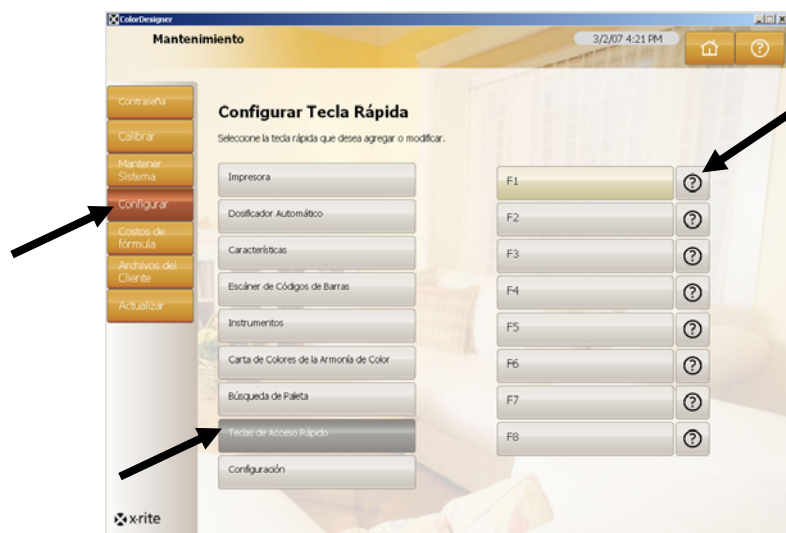 ColorDesigner
Mantenimiento
3/2/07 4:21 PM
Contraseña
Calibrar
Mantener
Sistema
Configurar
Costos de
fórmula
Archivos del
Cliente
Actualizar
Configurar Tecla Rápida
Seleccione la tecla rápida que desea agregar o modificar.
Impresora
Dosificador Automático
Características
Escáner de Códigos de Barras
Instrumentos
Carta de Colores de la Armonía de Color
Búsqueda de Paleta
Teclas de Acceso Rápido
Configuración
F1
F2
F3
F4
F5
F6
F7
F8
x-rite